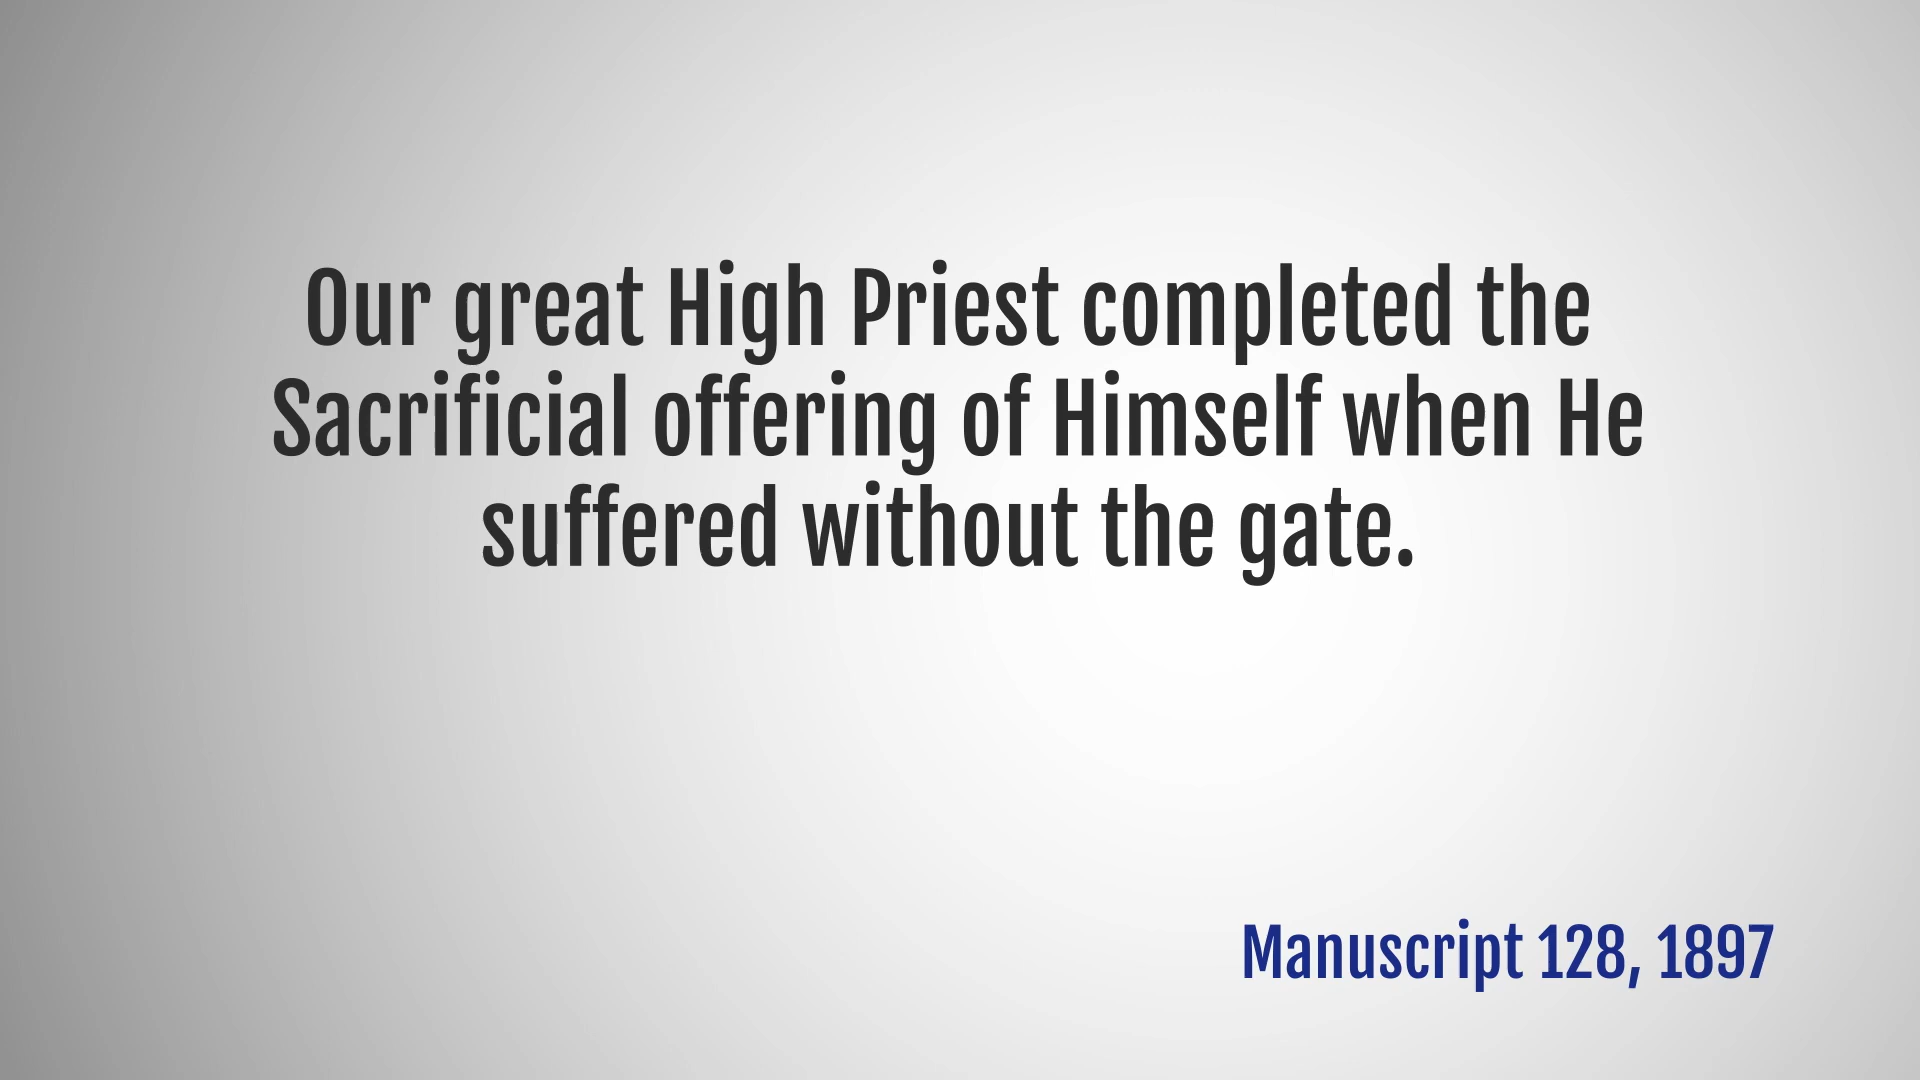 Our great High Priest completed the
Sacrificial offering of Himself when He
suffered without the gate.
Manuscript 128, 1897